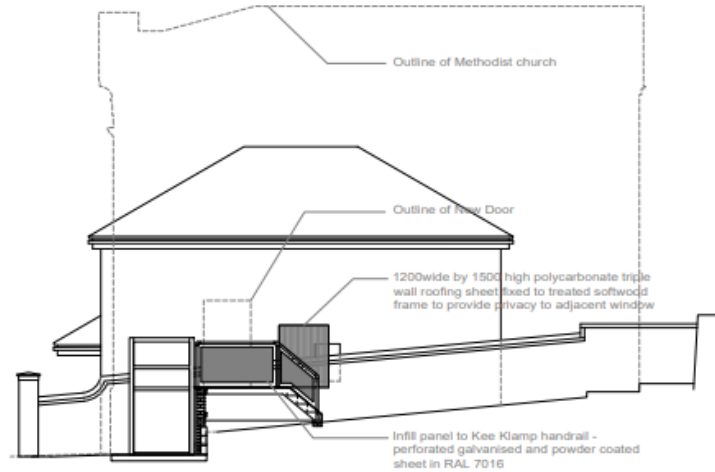 Outline of Methodist church
Outline of New Door
1200wide by 1500 high polycarbonate triple
wall roofing sheet fixed to treated softwood
frame to provide privacy to adjacent window
Infill panel to Kee Klamp handrail -
perforated galvanised and powder coated
sheet in RAL 7016